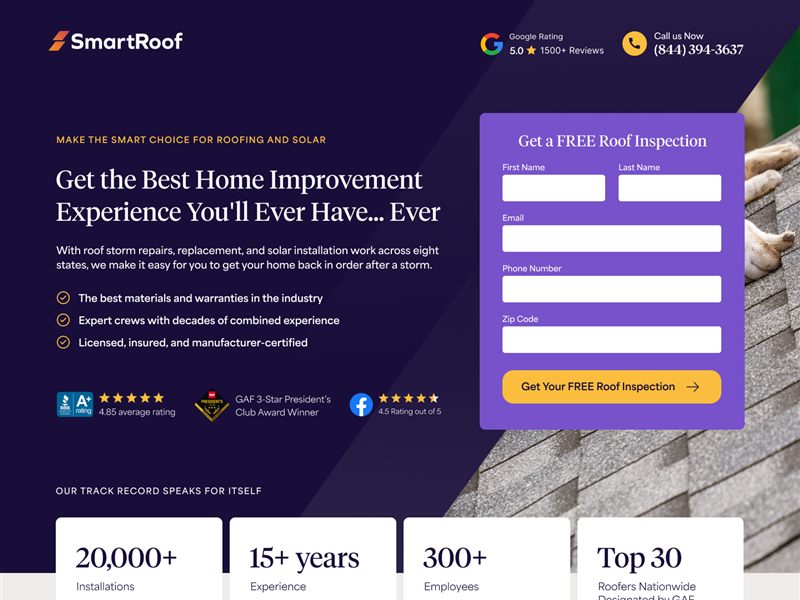 SmartRoof
Google Rating
5.0 1500+ Reviews
Call us Now
(844) 394-3637
MAKE THE SMART CHOICE FOR ROOFING AND SOLAR
Get the Best Home Improvement
Experience You'll Ever Have... Ever
With roof storm repairs, replacement, and solar installation work across eight
states, we make it easy for you to get your home back in order after a storm.
The best materials and warranties in the industry
Expert crews with decades of combined experience
Licensed, insured, and manufacturer-certified
BBB
A+
rating
4.85 average rating
PRESIDENT'S
GAF 3-Star President's
Club Award Winner
4.5 Rating out of 5
Get a FREE Roof Inspection
First Name
Last Name
Email
Phone Number
Zip Code
Get Your FREE Roof Inspection
OUR TRACK RECORD SPEAKS FOR ITSELF
20,000+
Installations
15+ years
Experience
300+
Employees
Top 30
Roofers Nationwide
Designated by GAF